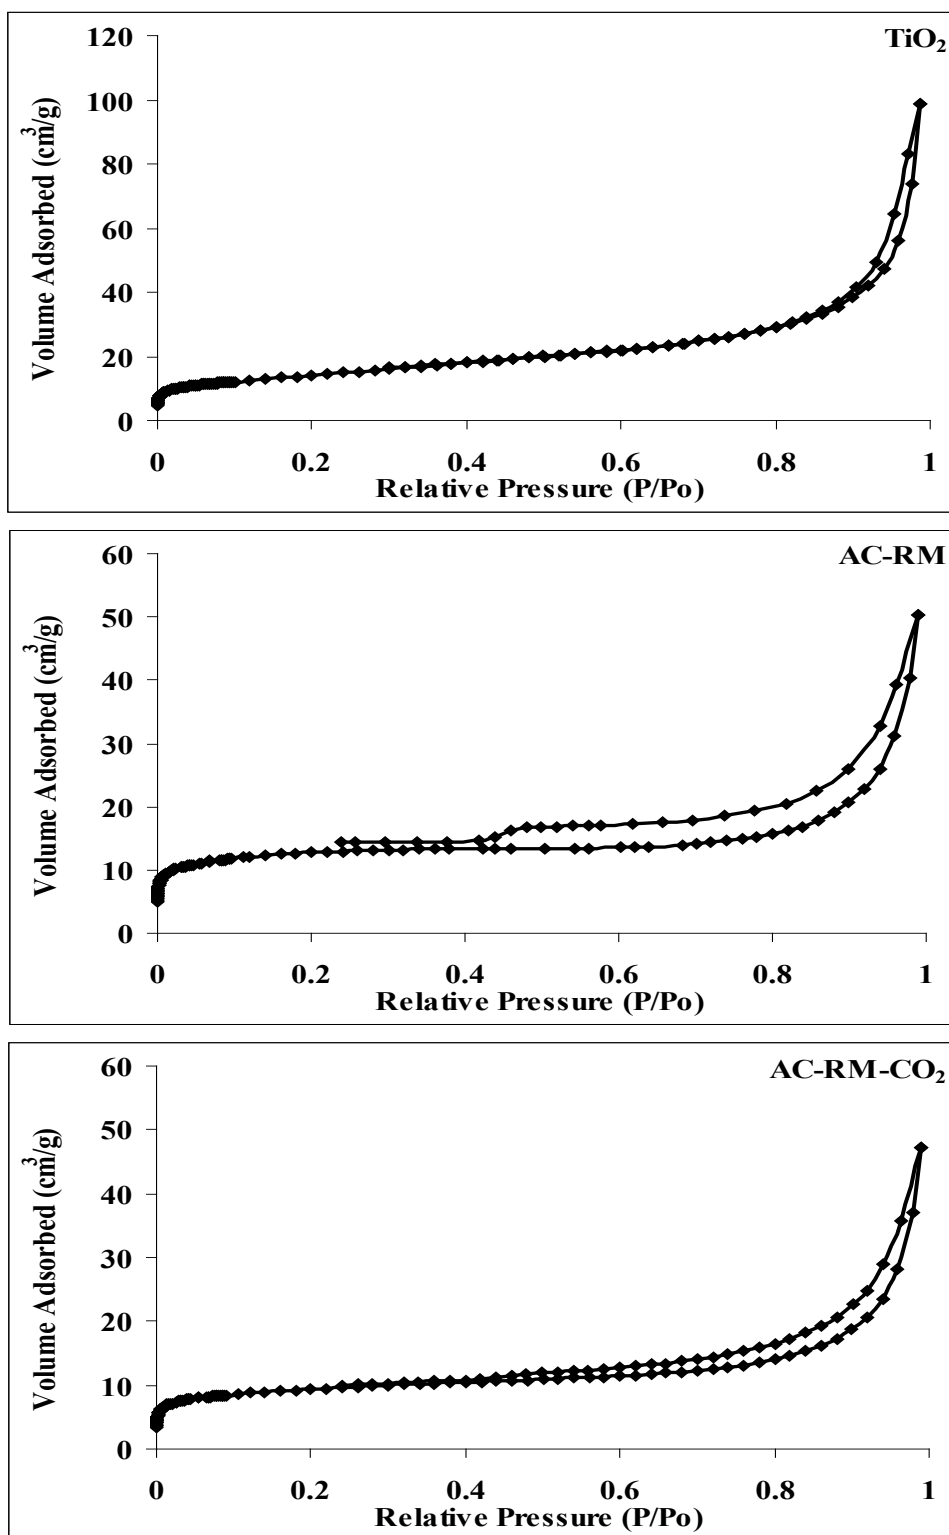 TiO₂
120
100
80
60
40
20
0
Volume Adsorbed (cm³/g)
0 0.2 0.4 0.6 0.8 1
Relative Pressure (P/Po)
AC-RM
60
50
40
30
20
10
0
Volume Adsorbed (cm³/g)
0 0.2 0.4 0.6 0.8 1
Relative Pressure (P/Po)
AC-RM-CO₂
60
50
40
30
20
10
0
Volume Adsorbed (cm³/g)
0 0.2 0.4 0.6 0.8 1
Relative Pressure (P/Po)